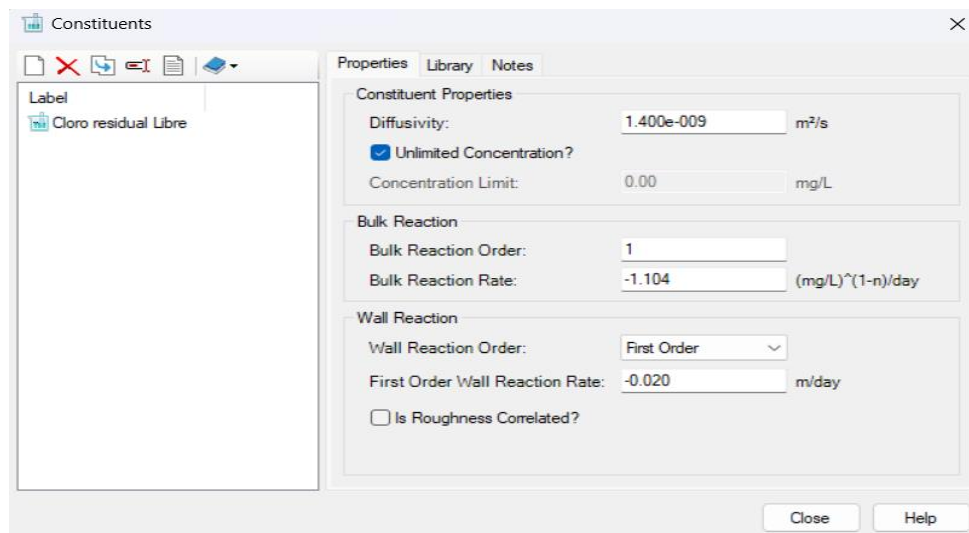 Constituents
Properties Library Notes
Label
Cloro residual Libre
Constituent Properties
Diffusivity: 1.400e-009 m²/s
Unlimited Concentration?
Concentration Limit: 0.00 mg/L
Bulk Reaction
Bulk Reaction Order: 1
Bulk Reaction Rate: -1.104 (mg/L)^(1-n)/day
Wall Reaction
Wall Reaction Order: First Order
First Order Wall Reaction Rate: -0.020 m/day
Is Roughness Correlated?
Close Help